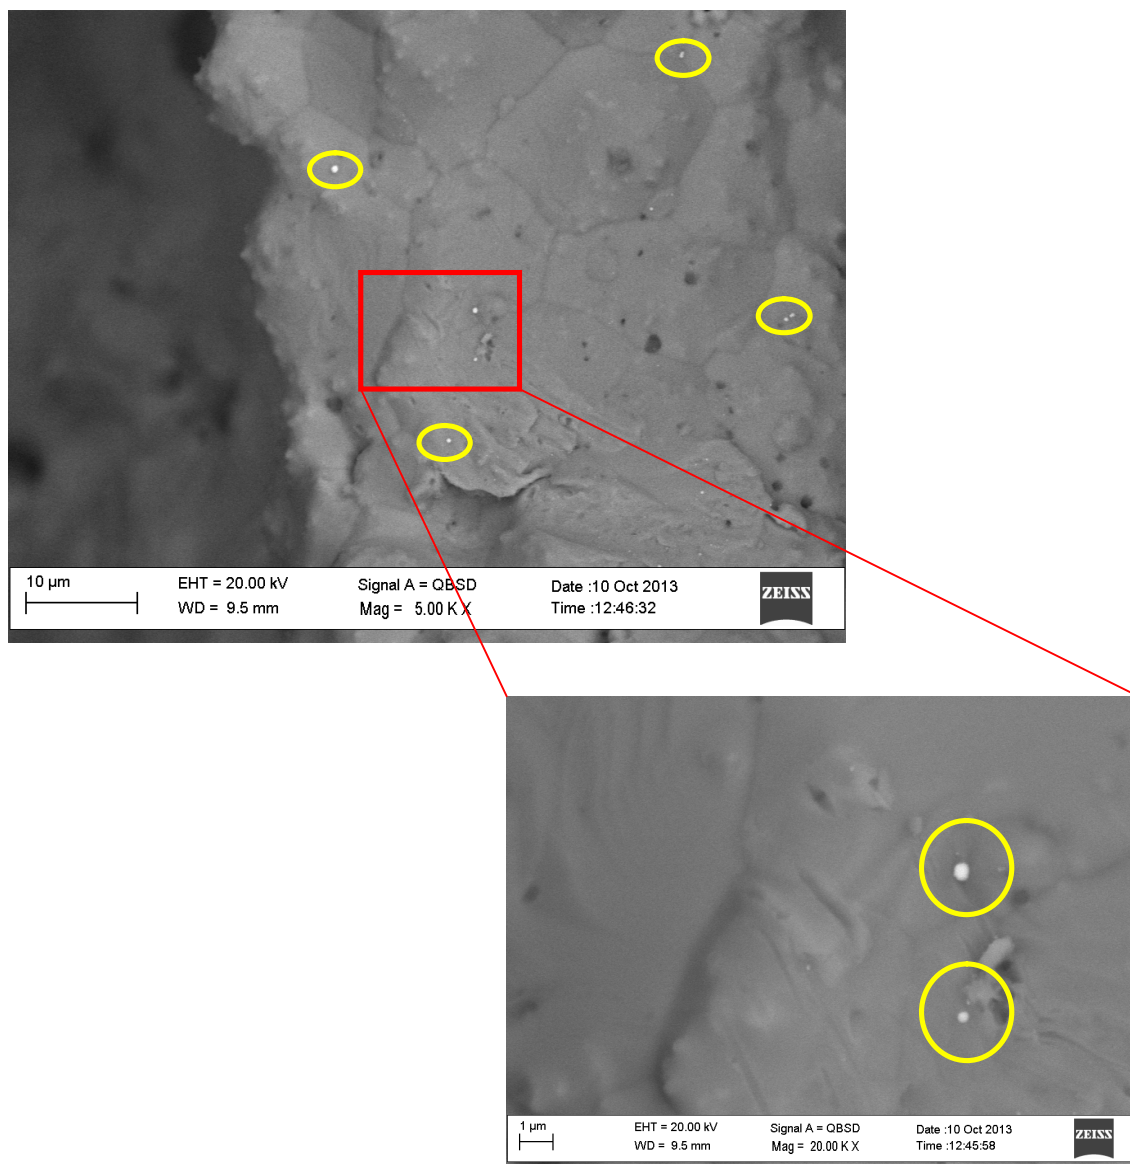 10 µm
EHT = 20.00 kV
Signal A = QBSD
Date :10 Oct 2013
WD = 9.5 mm
Mag = 5.00 K X
Time :12:46:32
ZEISS
1 µm
EHT = 20.00 kV
Signal A = QBSD
Date :10 Oct 2013
WD = 9.5 mm
Mag = 20.00 K X
Time :12:45:58
ZEISS